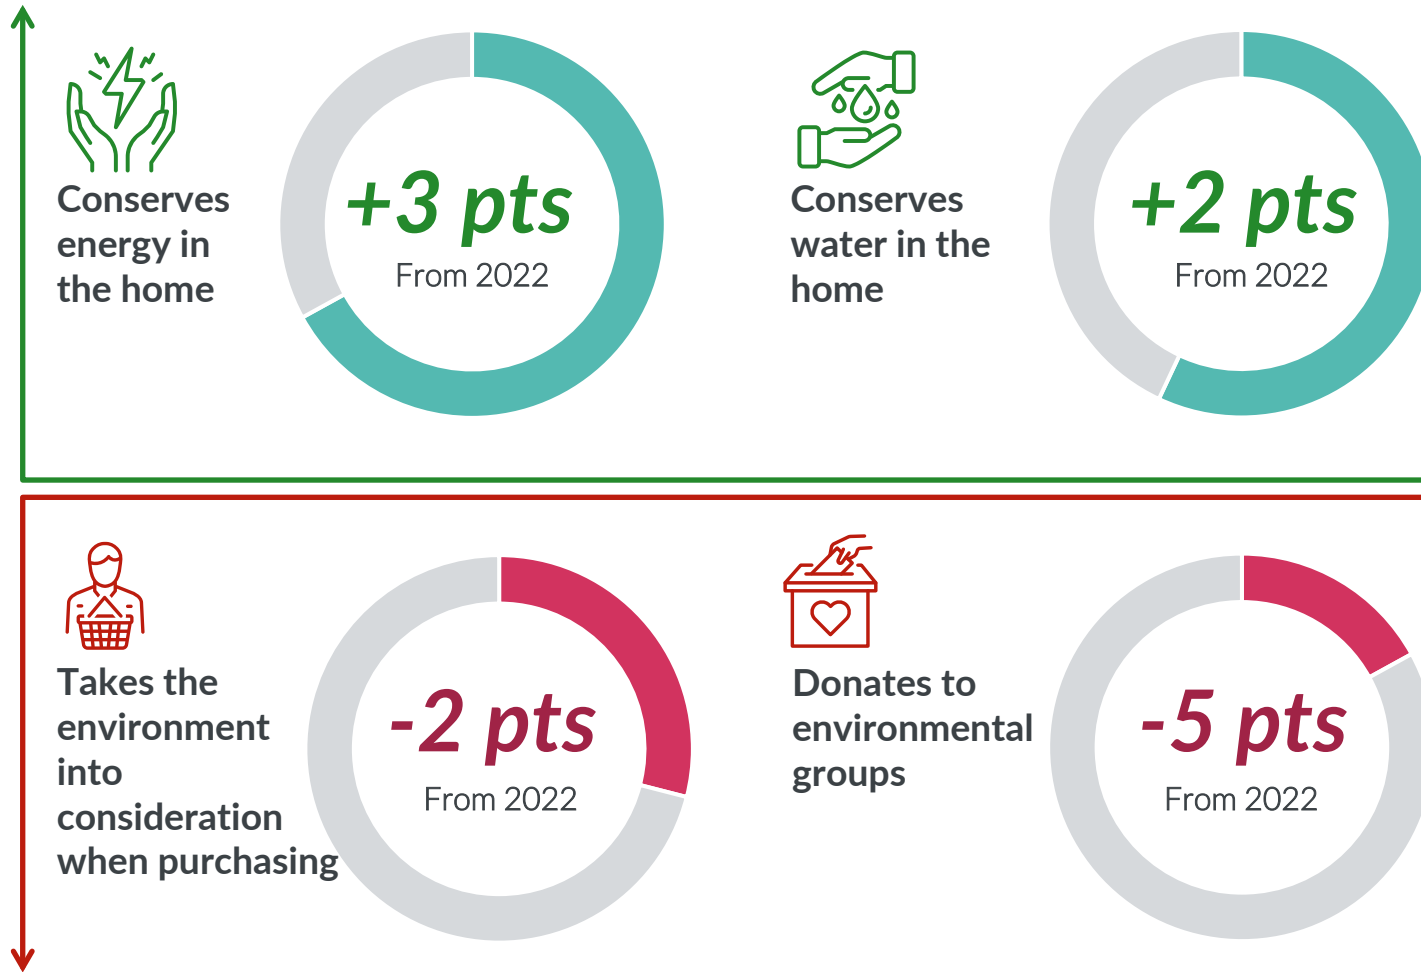 Conserves
energy in
the home
+3 pts
From 2022
Conserves
water in the
home
+2 pts
From 2022
Takes the
environment
into
consideration
when purchasing
-2 pts
From 2022
Donates to
environmental
groups
-5 pts
From 2022